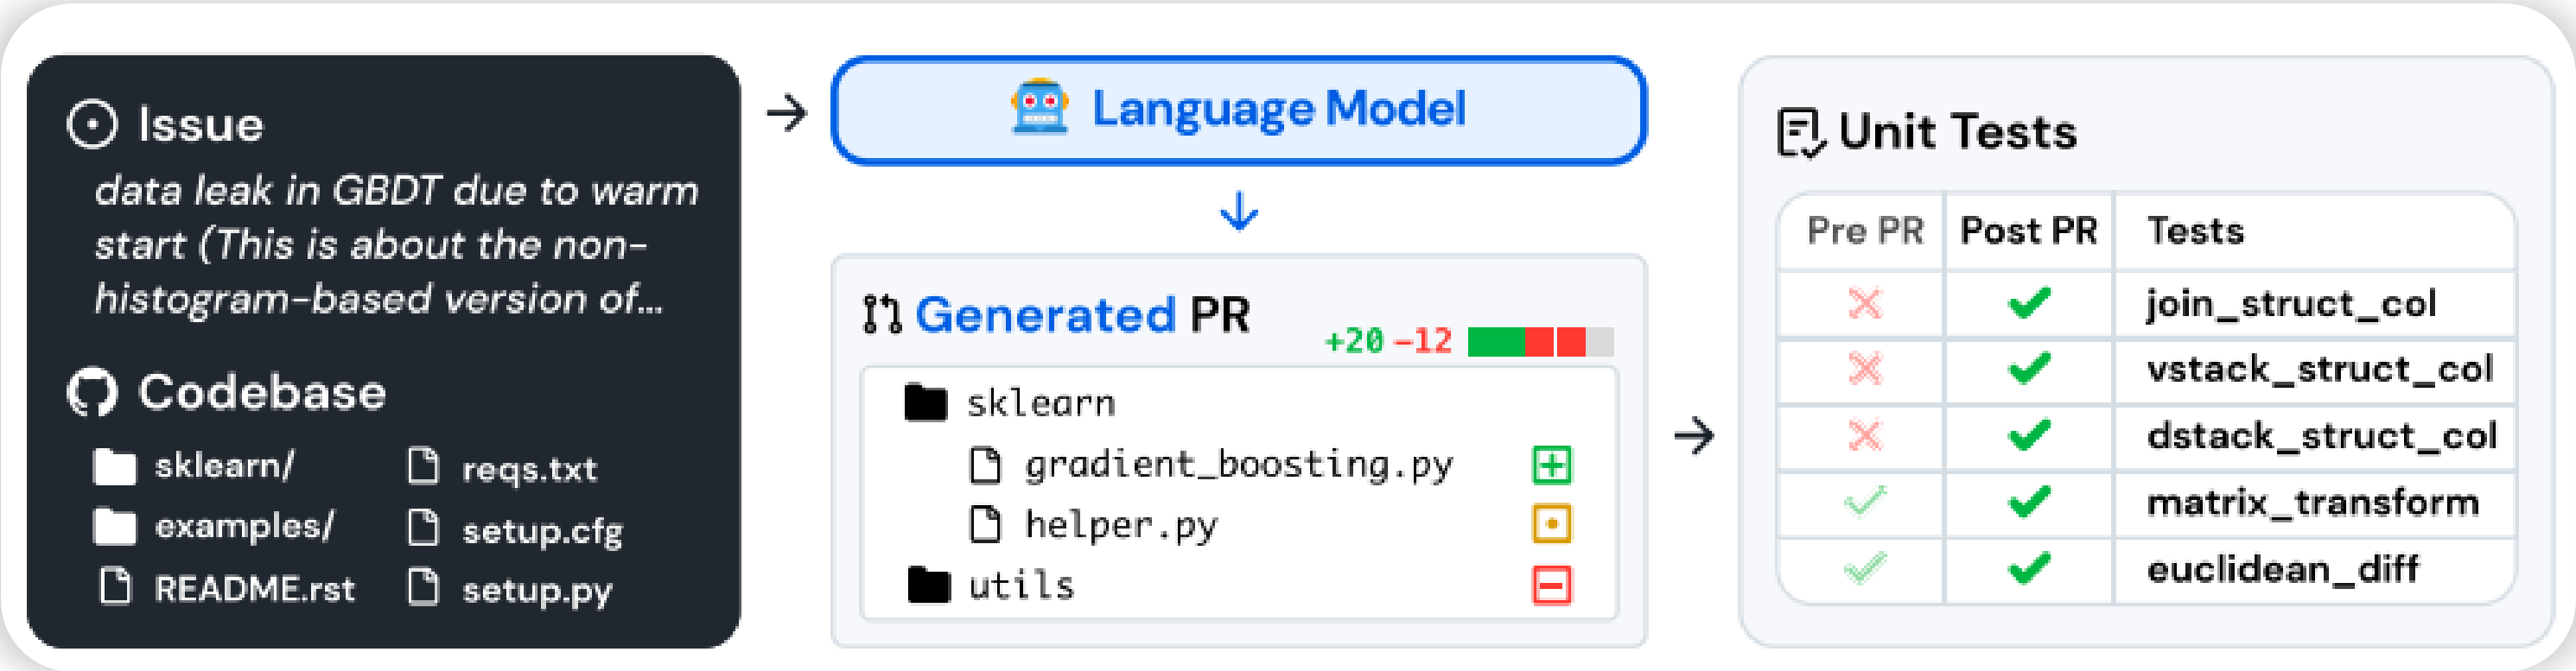 Issue
data leak in GBDT due to warm
start (This is about the non-
histogram-based version of...
Codebase
sklearn/
reqs.txt
examples/
setup.cfg
README.rst
setup.py
Language Model
Generated PR
+20 -12
sklearn
gradient_boosting.py
helper.py
utils
Unit Tests
Pre PR Post PR Tests
join_struct_col
vstack_struct_col
dstack_struct_col
matrix_transform
euclidean_diff